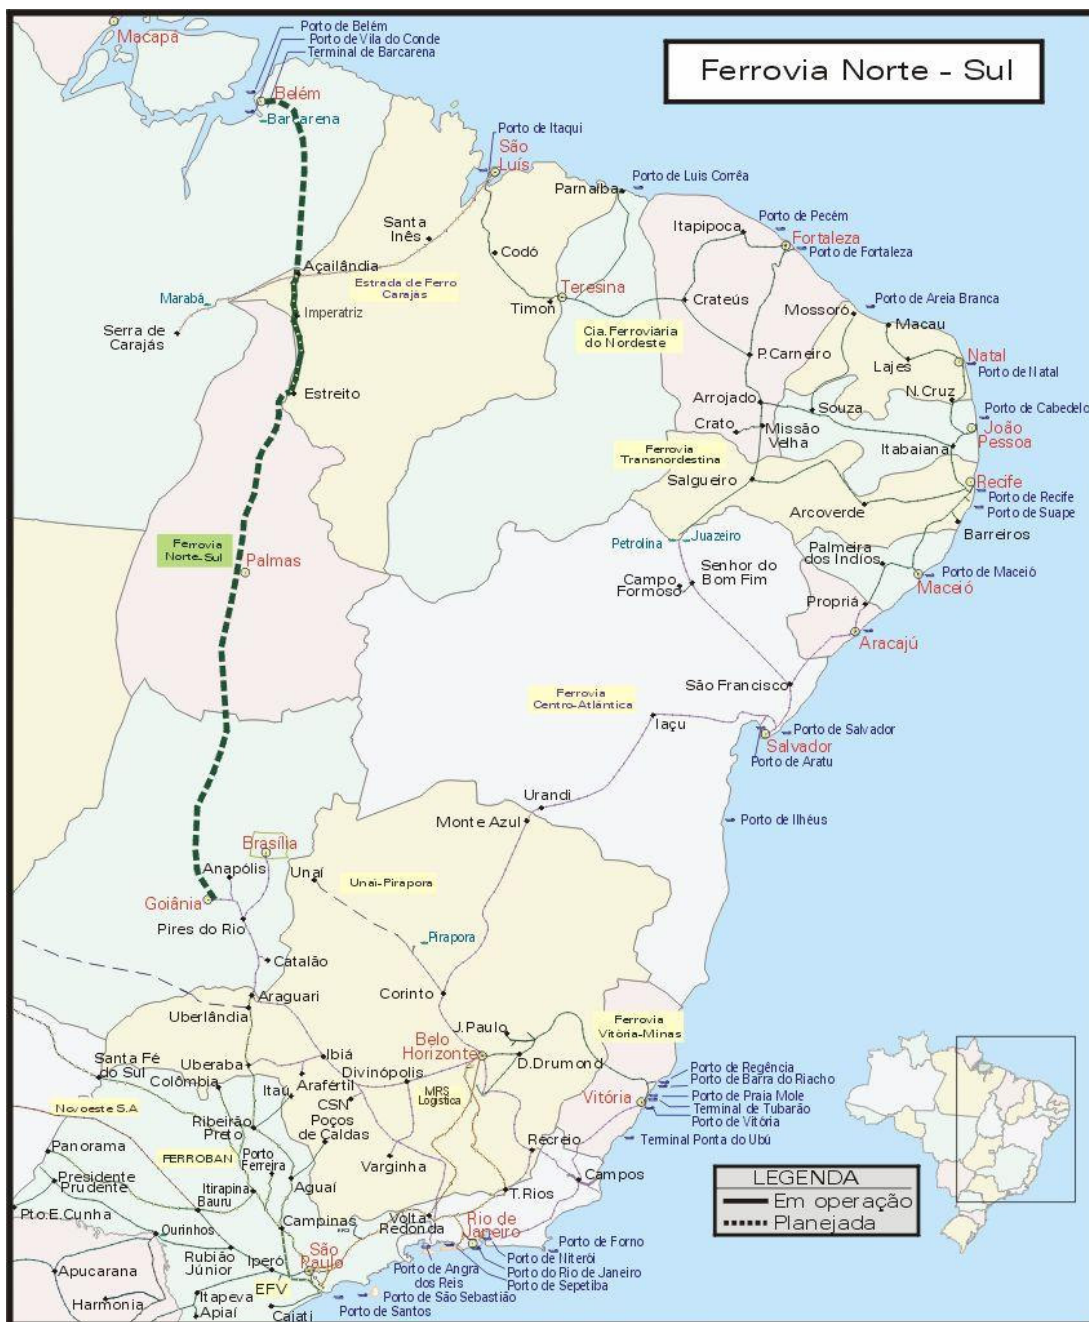 Ferrovia Norte - Sul
Macapá
Porto de Belém
Porto de Vila do Conde
Terminal de Barcarena
Belém
Barcarena
Porto de Itaqui
São
Luís
Parnaíba
Porto de Luis Corrêa
Santa
Inês
Itapipoca
Porto de Pecém
Fortaleza
Porto de Fortaleza
Codó
Açailândia
Estrada de Ferro
Carajás
Teresina
Timon
Crateús
Marabá
Imperatriz
Mossoró
Porto de Areia Branca
Macau
Serra de
Carajás
Cia. Ferroviária
do Nordeste
P.Carneiro
Lajes
Natal
Porto de Natal
Estreito
Arrojado
Souza
N.Cruz
Porto de Cabedelo
Crato
Missão
Velha
João
Pessoa
Itabaiana
Ferrovia
Transnordestina
Salgueiro
Recife
Porto de Recife
Arcoverde
Porto de Suape
Barreiros
Ferrovia
Norte-Sul
Palmas
Petrolina
Juazeiro
Palmeira
dos Indíos
Senhor do
Bom Fim
Campo
Formoso
Porto de Maceió
Maceió
Propriá
Aracajú
São Francisco
Ferrovia
Centro-Atlântica
Iaçu
Porto de Salvador
Salvador
Porto de Aratu
Urandi
Monte Azul
Porto de Ilhéus
Brasília
Anapólis
Unaí
Unaí-Pirapora
Goiânia
Pires do Rio
Pirapora
Catalão
Araguari
Corinto
Uberlândia
Ferrovia
Vitória-Minas
J.Paulo
Belo
Horizonte
D.Drumond
Santa Fé
do Sul
Uberaba
Ibiá
Divinópolis
Colômbia
Itaú
Arafértil
CSN
MRS
Logística
Porto de Regência
Porto de Barra do Riacho
Porto de Praia Mole
Vitória
Terminal de Tubarão
Porto de Vitória
Terminal Ponta do Ubú
Novoeste S.A
Ribeirão
Preto
Poços
de Caldas
Recreio
Panorama
FERROBAN
Porto
Ferreira
Varginha
Campos
Presidente
Prudente
Itirapina
Bauru
Aguaí
T.Rios
Pto.E.Cunha
Ourinhos
Campinas
Volta
Redonda
Rio de
Janeiro
Porto de Forno
Rubião
Júnior
Iperó
São
Paulo
Porto de Niterói
Porto do Rio de Janeiro
Porto de Sepetiba
Porto de Angra
dos Reis
Apucarana
EFV
Porto de São Sebastião
Porto de Santos
Harmonia
Itapeva
Apiaí
Cajati
LEGENDA
Em operação
Planejada